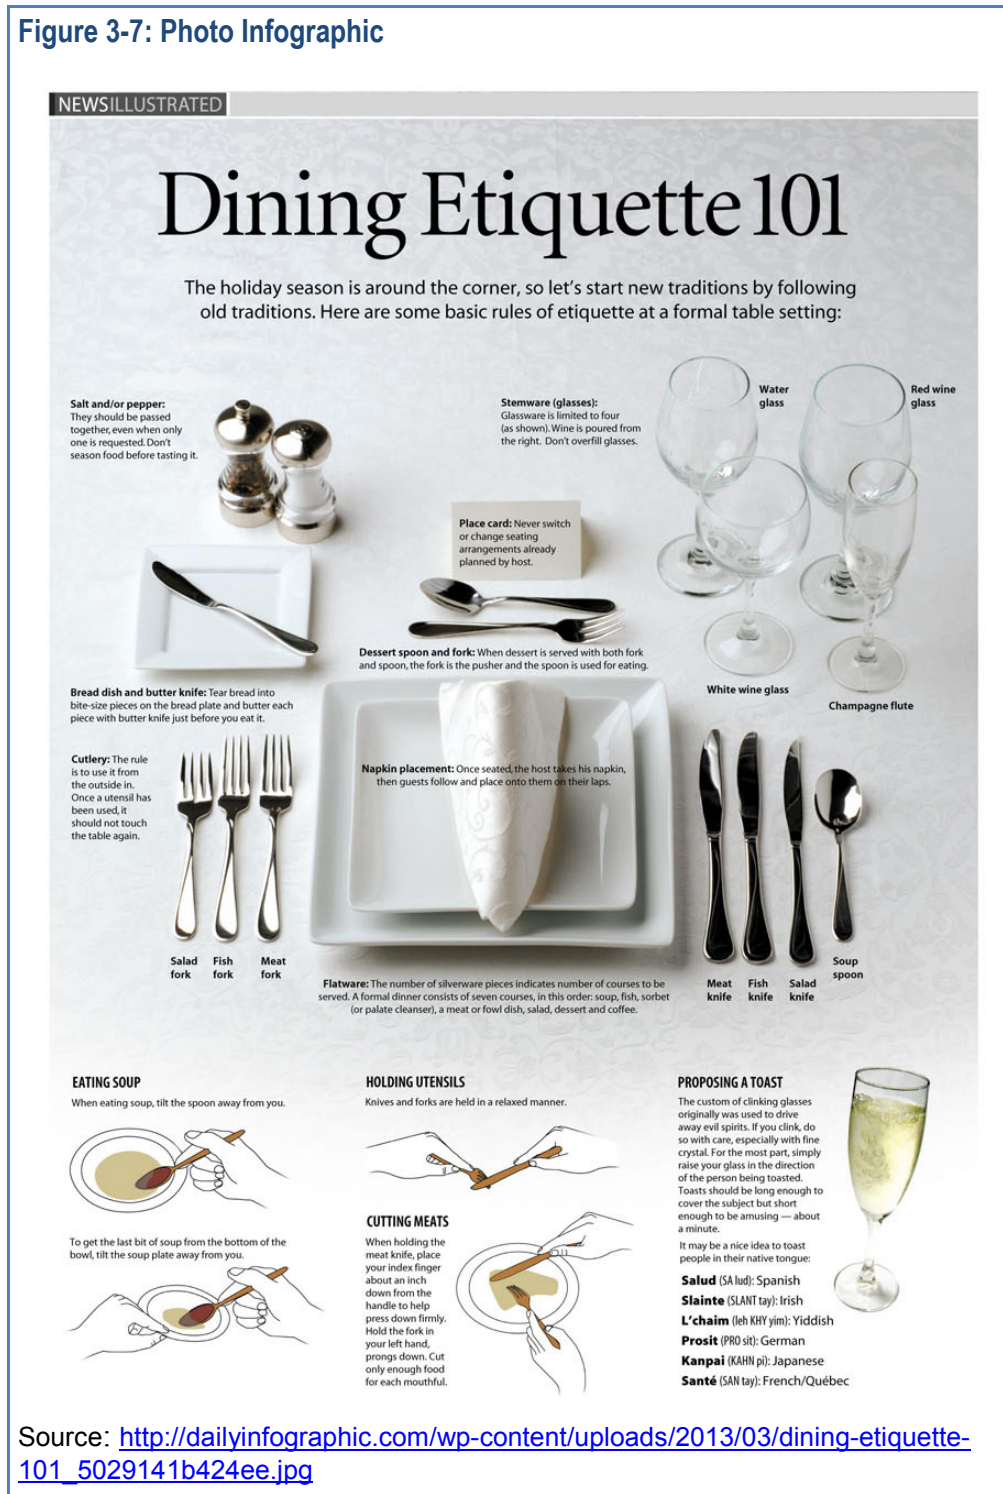 Figure 3-7: Photo Infographic
NEWSILLUSTRATED
Dining Etiquette 101
The holiday season is around the corner, so let's start new traditions by following
old traditions. Here are some basic rules of etiquette at a formal table setting:
Salt and/or pepper:
They should be passed
together, even when only
one is requested. Don't
season food before tasting it.
Stemware (glasses):
Glassware is limited to four
(as shown). Wine is poured from
the right. Don't overfill glasses.
Water
glass
Red wine
glass
Place card: Never switch
or change seating
arrangements already
planned by host.
Dessert spoon and fork: When dessert is served with both fork
and spoon, the fork is the pusher and the spoon is used for eating.
White wine glass
Champagne flute
Bread dish and butter knife: Tear bread into
bite-size pieces on the bread plate and butter each
piece with butter knife just before you eat it.
Cutlery: The rule
is to use it from
the outside in.
Once a utensil has
been used, it
should not touch
the table again.
Napkin placement: Once seated, the host takes his napkin,
then guests follow and place onto them on their laps.
Salad
fork
Fish
fork
Meat
fork
Flatware: The number of silverware pieces indicates number of courses to be
served. A formal dinner consists of seven courses, in this order: soup, fish, sorbet
(or palate cleanser), a meat or fowl dish, salad, dessert and coffee.
Meat
knife
Fish
knife
Salad
knife
Soup
spoon
EATING SOUP
When eating soup, tilt the spoon away from you.
To get the last bit of soup from the bottom of the
bowl, tilt the soup plate away from you.
HOLDING UTENSILS
Knives and forks are held in a relaxed manner.
CUTTING MEATS
When holding the
meat knife, place
your index finger
about an inch
down from the
handle to help
press down firmly.
Hold the fork in
your left hand,
prongs down. Cut
only enough food
for each mouthful.
PROPOSING A TOAST
The custom of clinking glasses
originally was used to drive
away evil spirits. If you clink, do
so with care, especially with fine
crystal. For the most part, simply
raise your glass in the direction
of the person being toasted.
Toasts should be long enough to
cover the subject but short
enough to be amusing — about
a minute.
It may be a nice idea to toast
people in their native tongue:
Salud (SA lud): Spanish
Slainte (SLANT tay): Irish
L'chaim (leh KHY yim): Yiddish
Prosit (PRO sit): German
Kanpai (KAHN pi): Japanese
Santé (SAN tay): French/Québec
Source: http://dailyinfographic.com/wp-content/uploads/2013/03/dining-etiquette-
101_5029141b424ee.jpg